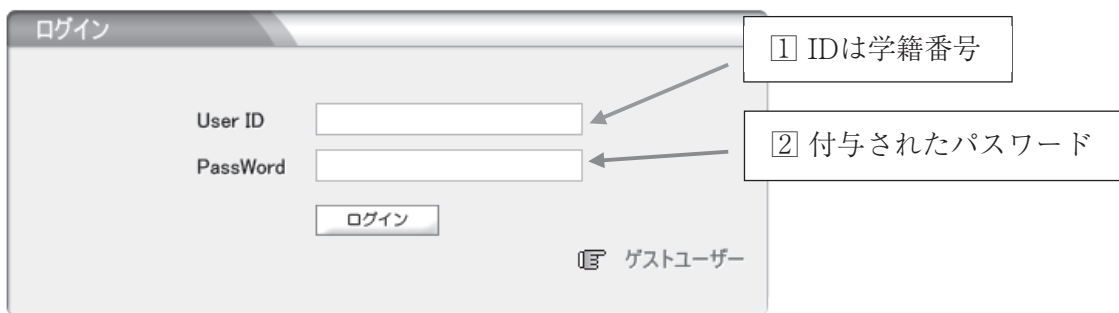 ログイン
1 IDは学籍番号
User ID
2 付与されたパスワード
PassWord
ログイン
ゲストユーザー